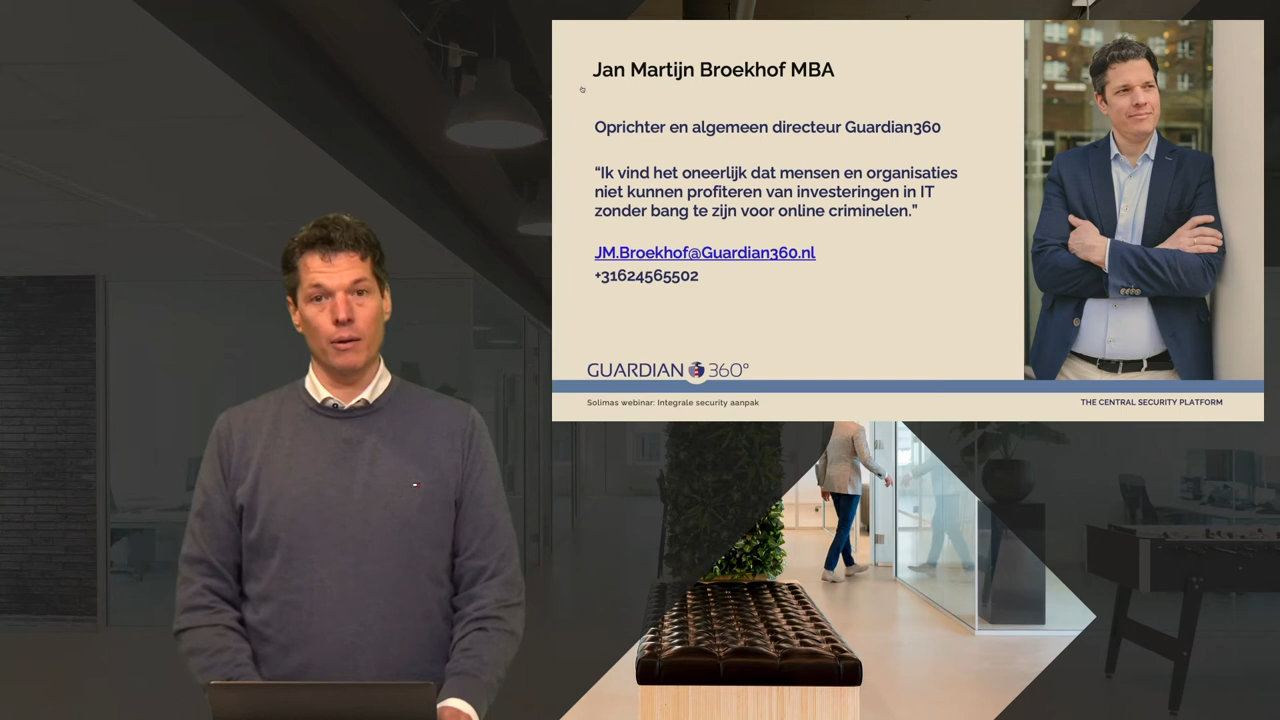 Jan Martijn Broekhof MBA
Oprichter en algemeen directeur Guardian360
“Ik vind het oneerlijk dat mensen en organisaties
niet kunnen profiteren van investeringen in IT
zonder bang te zijn voor online criminelen.”
JM.Broekhof@Guardian360.nl
+31624565502
GUARDIAN 360°
Solimas webinar: Integrale security aanpak
THE CENTRAL SECURITY PLATFORM